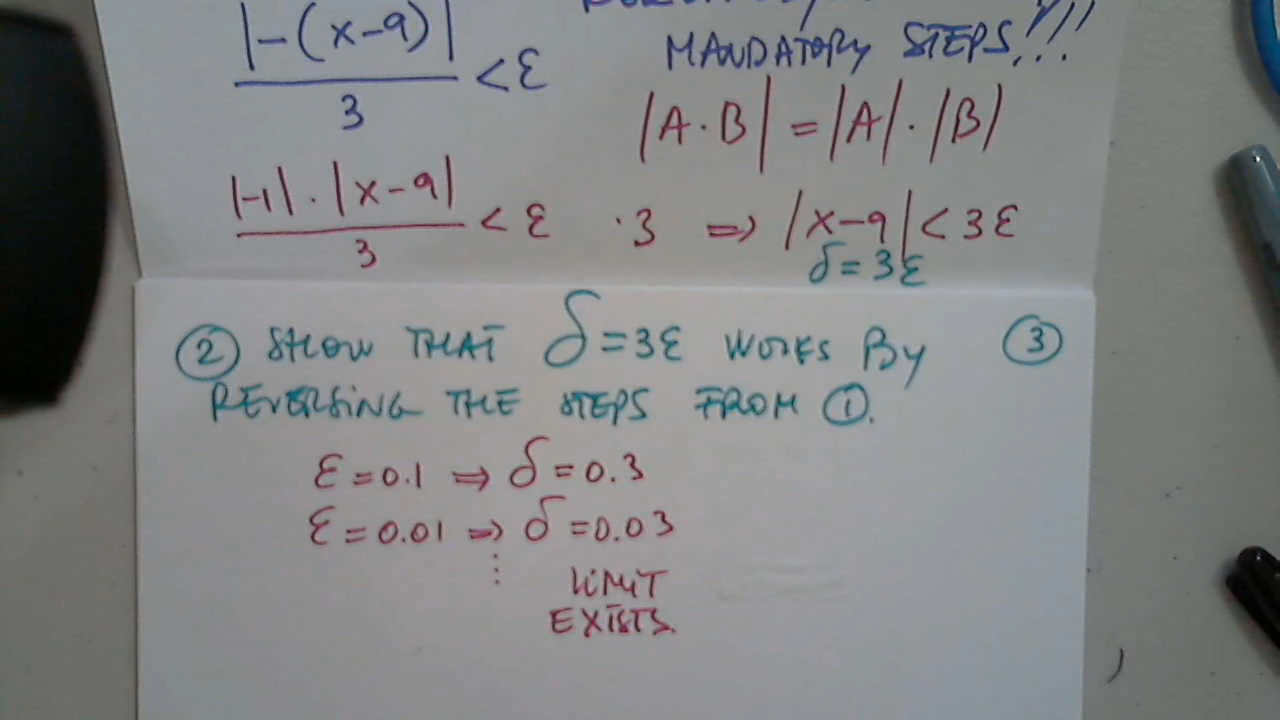 |-(x-9)|/3 < ε
MANDATORY STEPS!!!
|A·B| = |A|·|B|
|-1|·|x-9|/3 < ε ·3 ⇒ |x-9| < 3ε
δ = 3ε
② SHOW THAT δ = 3ε WORKS BY ③
REVERSING THE STEPS FROM ①.
ε = 0.1 ⇒ δ = 0.3
ε = 0.01 ⇒ δ = 0.03
⋮ LIMIT
EXISTS.